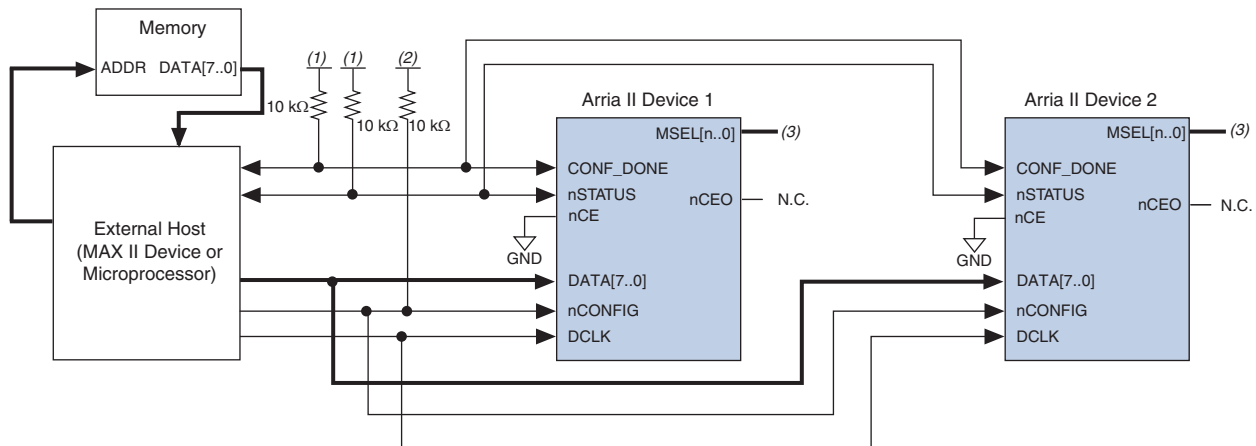 Memory
ADDR DATA[7..0]
(1) (1) (2)
10 kΩ
10 kΩ 10 kΩ
Arria II Device 1
Arria II Device 2
MSEL[n..0] (3)
MSEL[n..0] (3)
CONF_DONE
CONF_DONE
nSTATUS
nSTATUS
nCEO N.C.
nCEO N.C.
nCE
nCE
External Host
(MAX II Device or
Microprocessor)
GND
GND
DATA[7..0]
DATA[7..0]
nCONFIG
nCONFIG
DCLK
DCLK